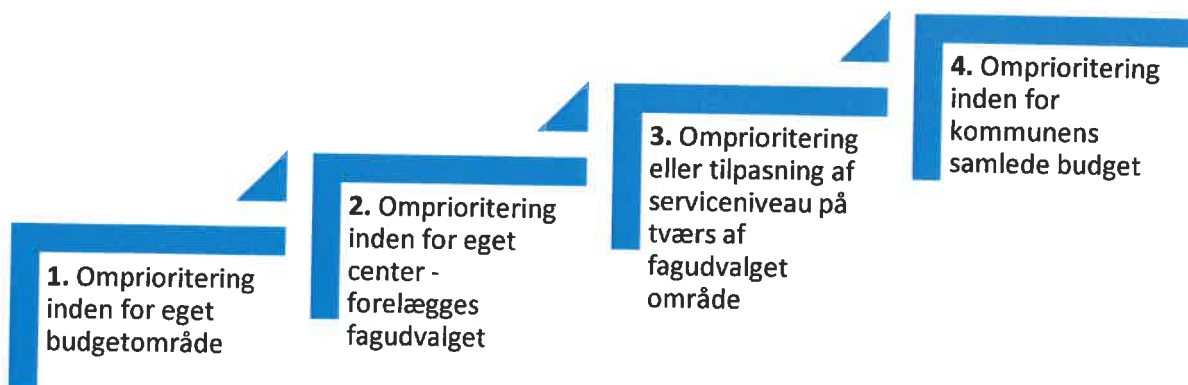 1. Omprioritering
inden for eget
budgetområde
2. Omprioritering
inden for eget
center -
forelægges
fagudvalget
3. Omprioritering
eller tilpasning af
serviceniveau på
tværs af
fagudvalget
område
4. Omprioritering
inden for
kommunens
samlede budget